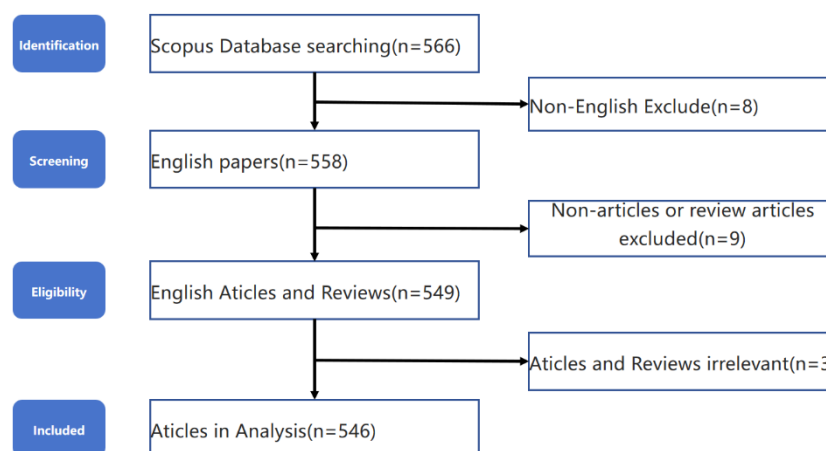 Identification
Scopus Database searching(n=566)
Non-English Exclude(n=8)
Screening
English papers(n=558)
Non-articles or review articles
excluded(n=9)
Eligibility
English Aticles and Reviews(n=549)
Aticles and Reviews irrelevant(n=3
Included
Aticles in Analysis(n=546)